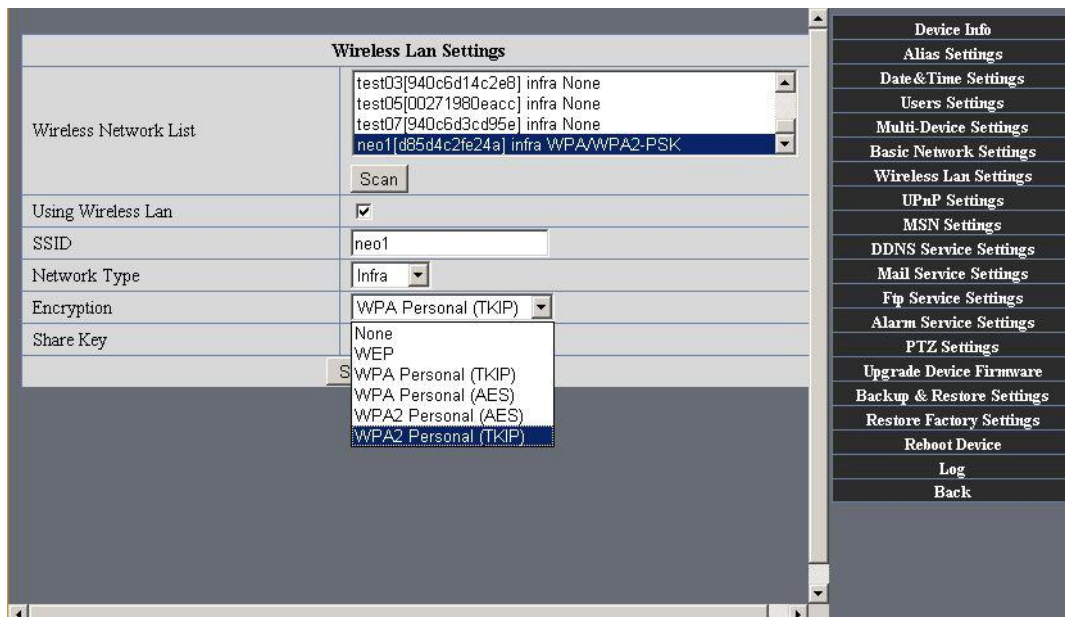 Wireless Lan Settings
Wireless Network List
test03[940c6d14c2e8] infra None
test05[00271980eacc] infra None
test07[940c6d3cd95e] infra None
neo1[d85d4c2fe24a] infra WPA/WPA2-PSK
Scan
Using Wireless Lan
SSID
neo1
Network Type
Infra
Encryption
WPA Personal (TKIP)
Share Key
None
WEP
WPA Personal (TKIP)
WPA Personal (AES)
WPA2 Personal (AES)
WPA2 Personal (TKIP)
S
Device Info
Alias Settings
Date&Time Settings
Users Settings
Multi-Device Settings
Basic Network Settings
Wireless Lan Settings
UPnP Settings
MSN Settings
DDNS Service Settings
Mail Service Settings
Ftp Service Settings
Alarm Service Settings
PTZ Settings
Upgrade Device Firmware
Backup & Restore Settings
Restore Factory Settings
Reboot Device
Log
Back